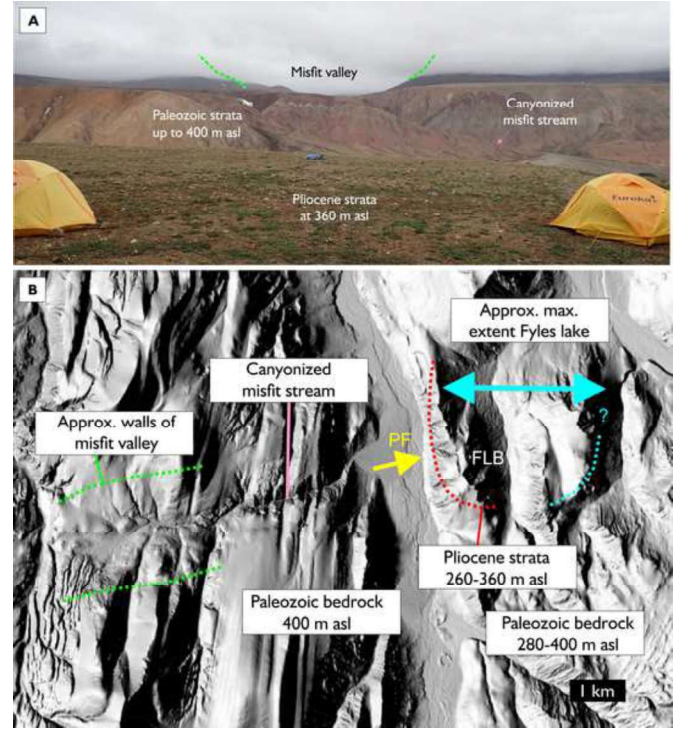 A
Misfit valley
Paleozoic strata
up to 400 m asl
Canyonized
misfit stream
Pliocene strata
at 360 m asl
Eureka!
B
Approx. max.
extent Fyles lake
Canyonized
misfit stream
Approx. walls of
misfit valley
?
PF
FLB
Pliocene strata
260-360 m asl
Paleozoic bedrock
400 m asl
Paleozoic bedrock
280-400 m asl
1 km